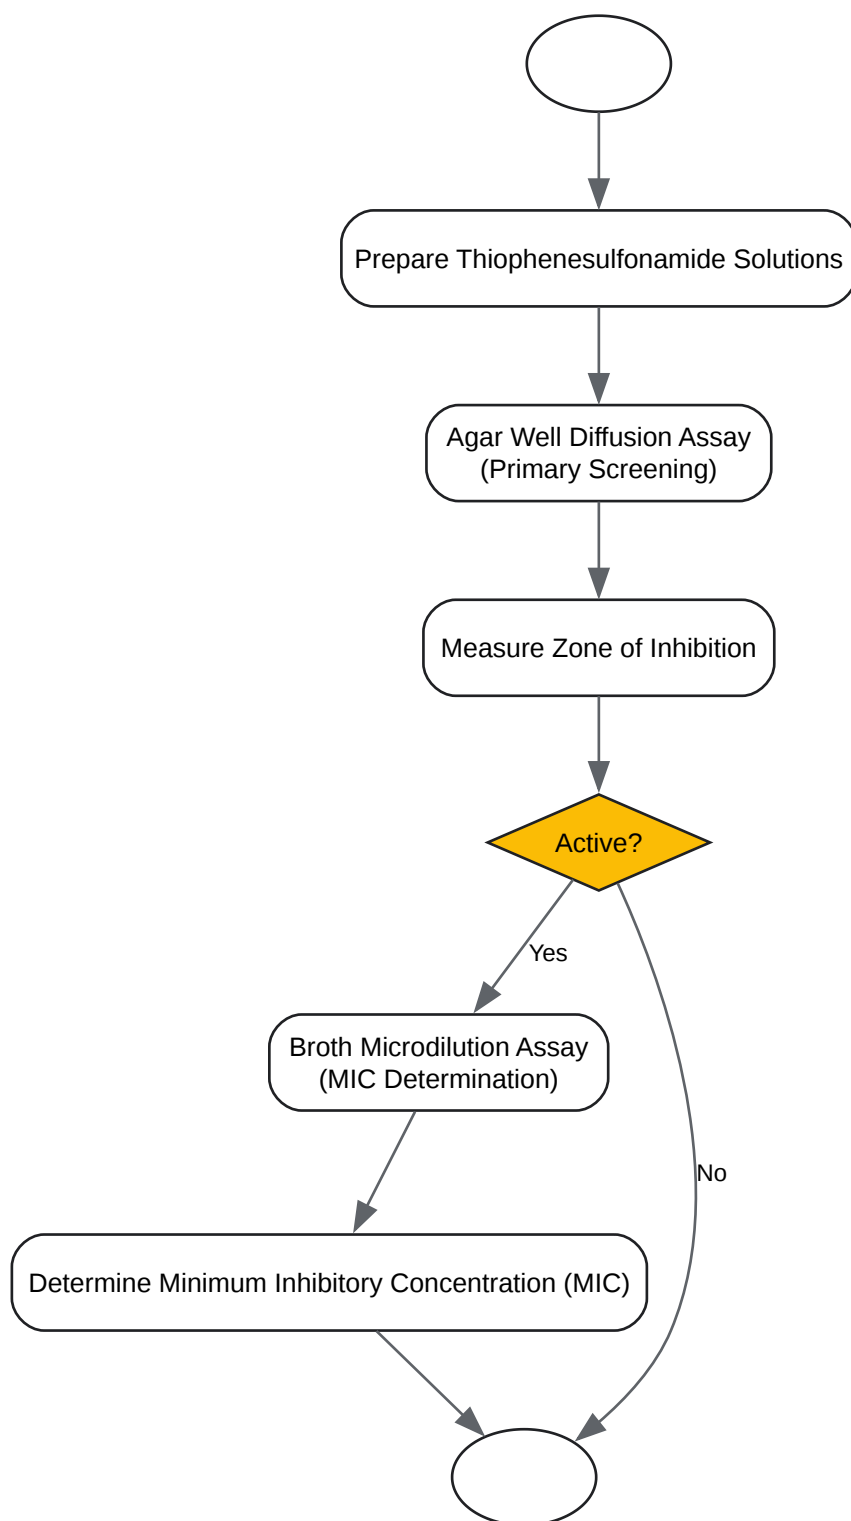 Prepare Thiophenesulfonamide Solutions
Agar Well Diffusion Assay
(Primary Screening)
Measure Zone of Inhibition
Active?
Yes
Broth Microdilution Assay
(MIC Determination)
No
Determine Minimum Inhibitory Concentration (MIC)